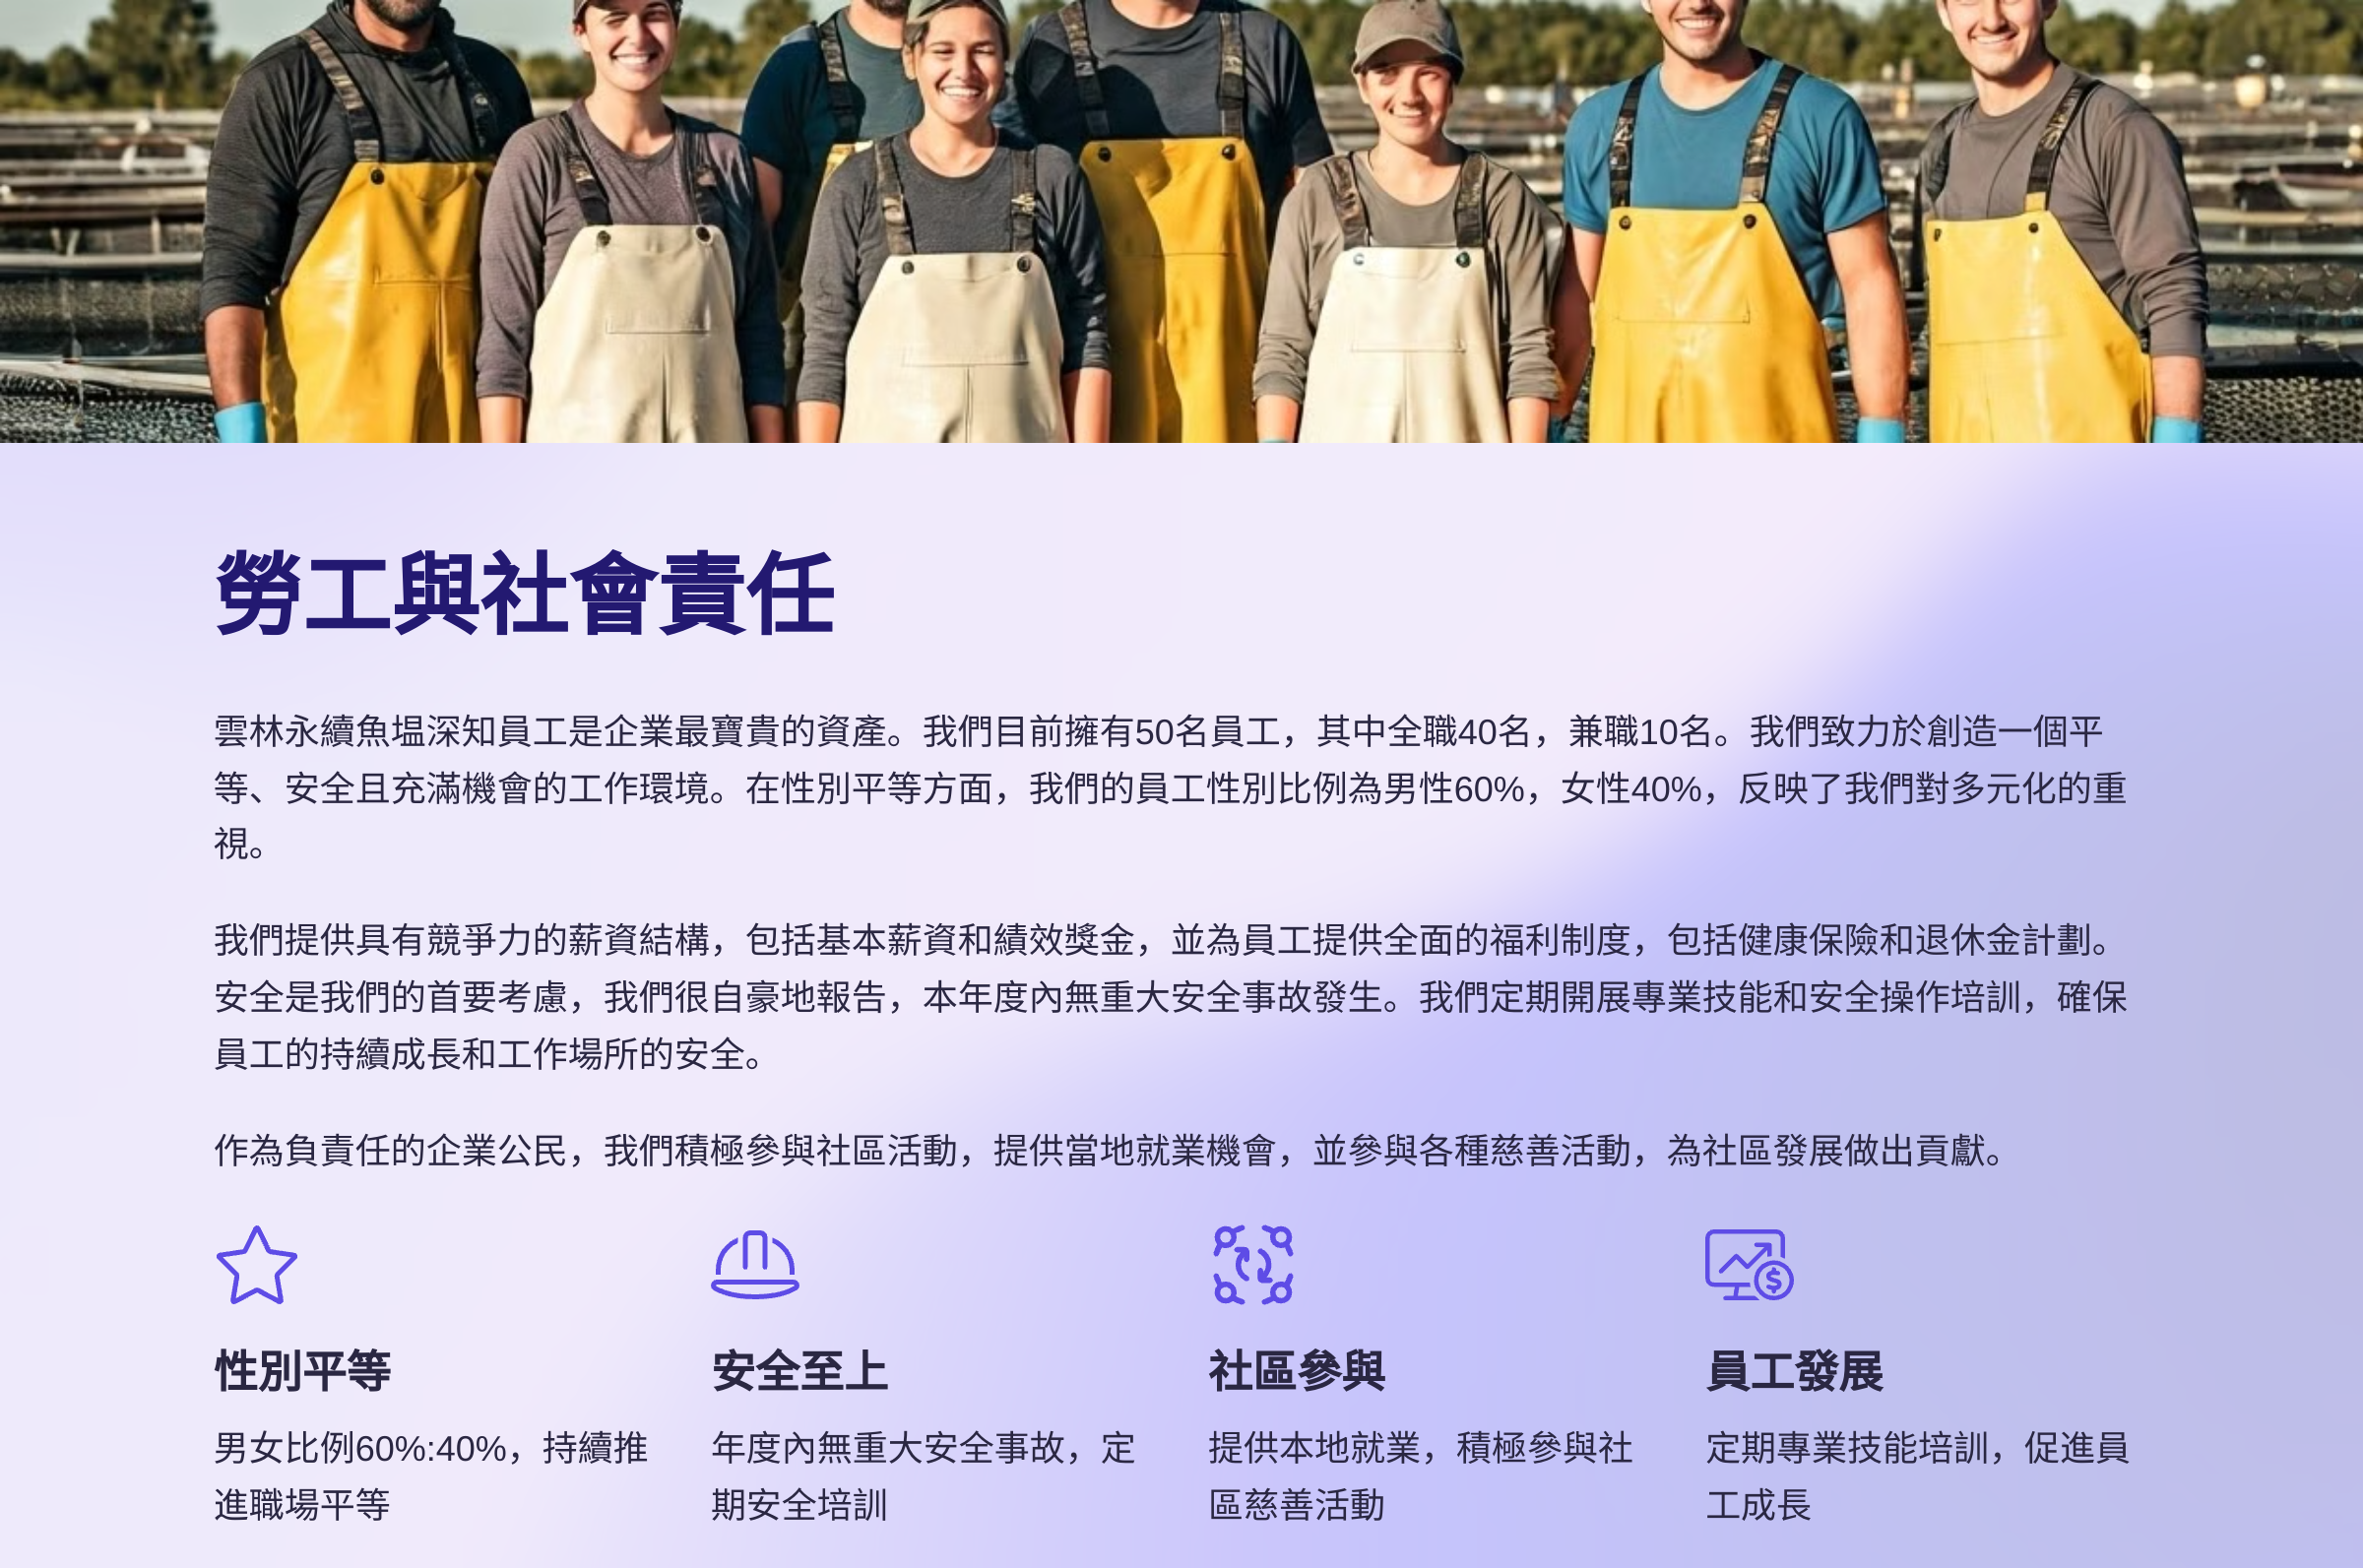 勞工與社會責任
雲林永續魚塭深知員工是企業最寶貴的資產。我們目前擁有50名員工，其中全職40名，兼職10名。我們致力於創造一個平
等、安全且充滿機會的工作環境。在性別平等方面，我們的員工性別比例為男性60%，女性40%，反映了我們對多元化的重
視。
我們提供具有競爭力的薪資結構，包括基本薪資和績效獎金，並為員工提供全面的福利制度，包括健康保險和退休金計劃。
安全是我們的首要考慮，我們很自豪地報告，本年度內無重大安全事故發生。我們定期開展專業技能和安全操作培訓，確保
員工的持續成長和工作場所的安全。
作為負責任的企業公民，我們積極參與社區活動，提供當地就業機會，並參與各種慈善活動，為社區發展做出貢獻。
性別平等
男女比例60%:40%，持續推
進職場平等
安全至上
年度內無重大安全事故，定
期安全培訓
社區參與
提供本地就業，積極參與社
區慈善活動
員工發展
定期專業技能培訓，促進員
工成長